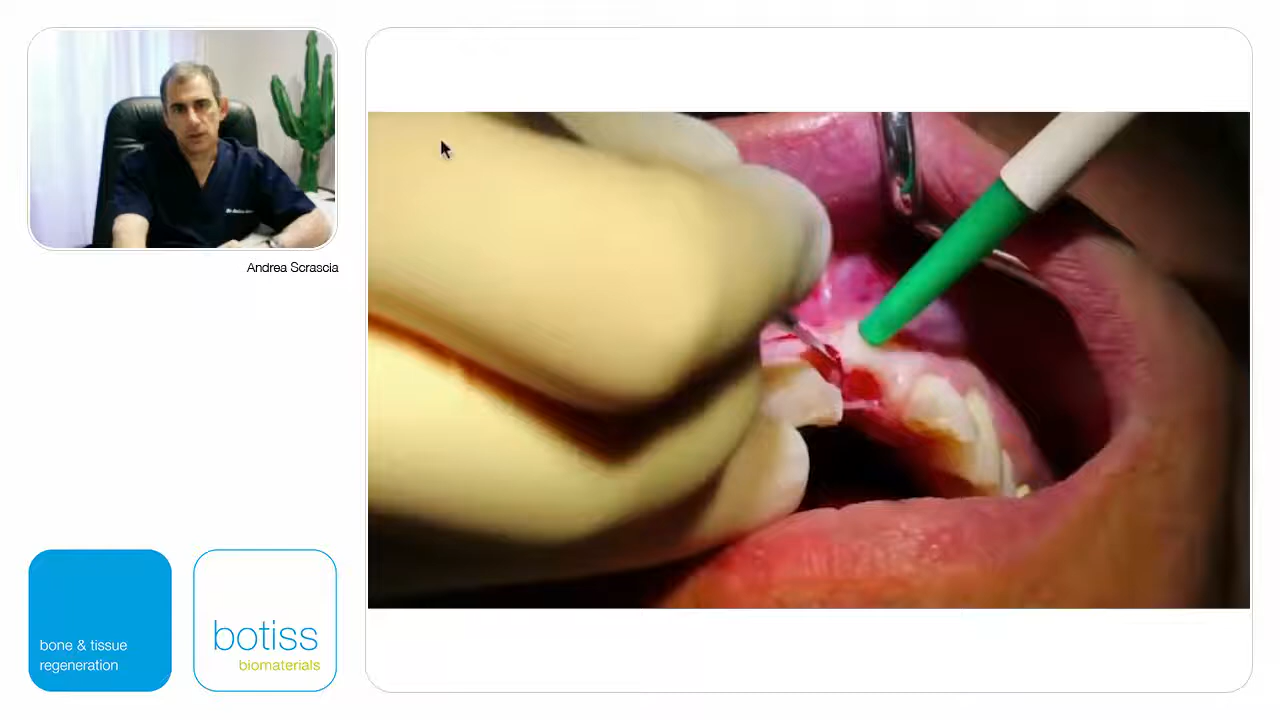 Andrea Scrascia
bone & tissue
regeneration
botiss
biomaterials